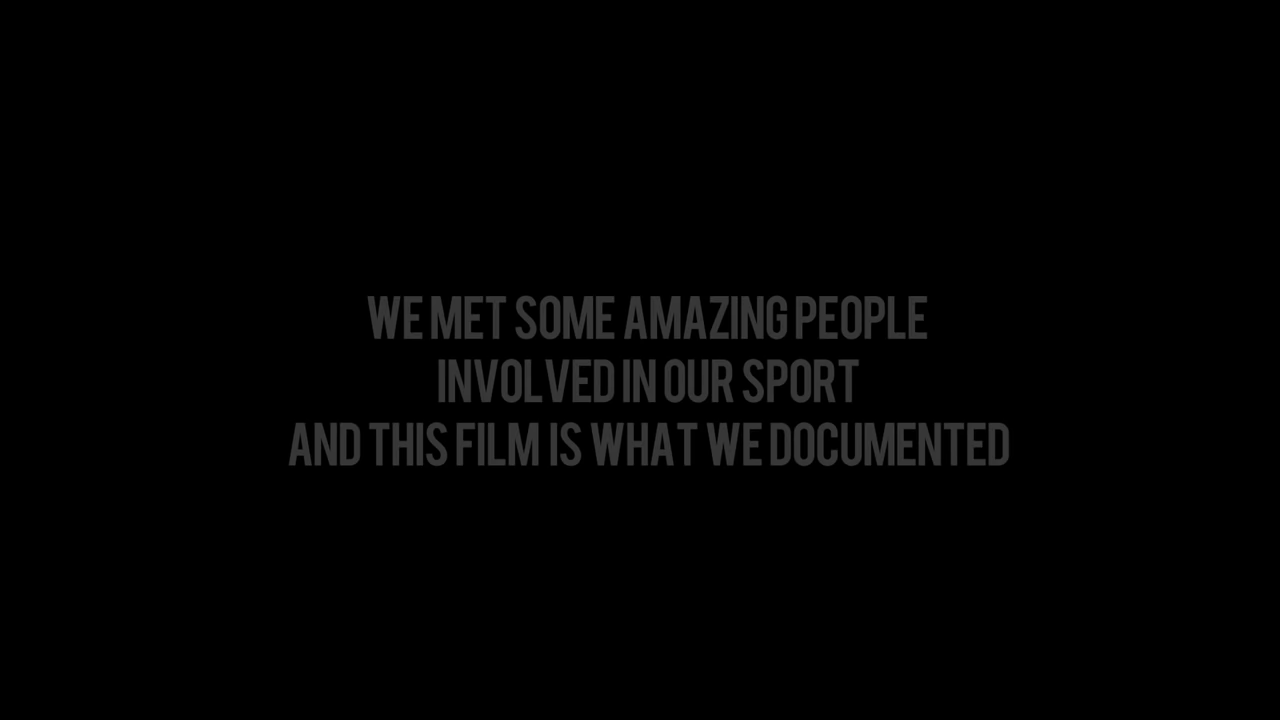 WE MET SOME AMAZING PEOPLE
INVOLVED IN OUR SPORT
AND THIS FILM IS WHAT WE DOCUMENTED